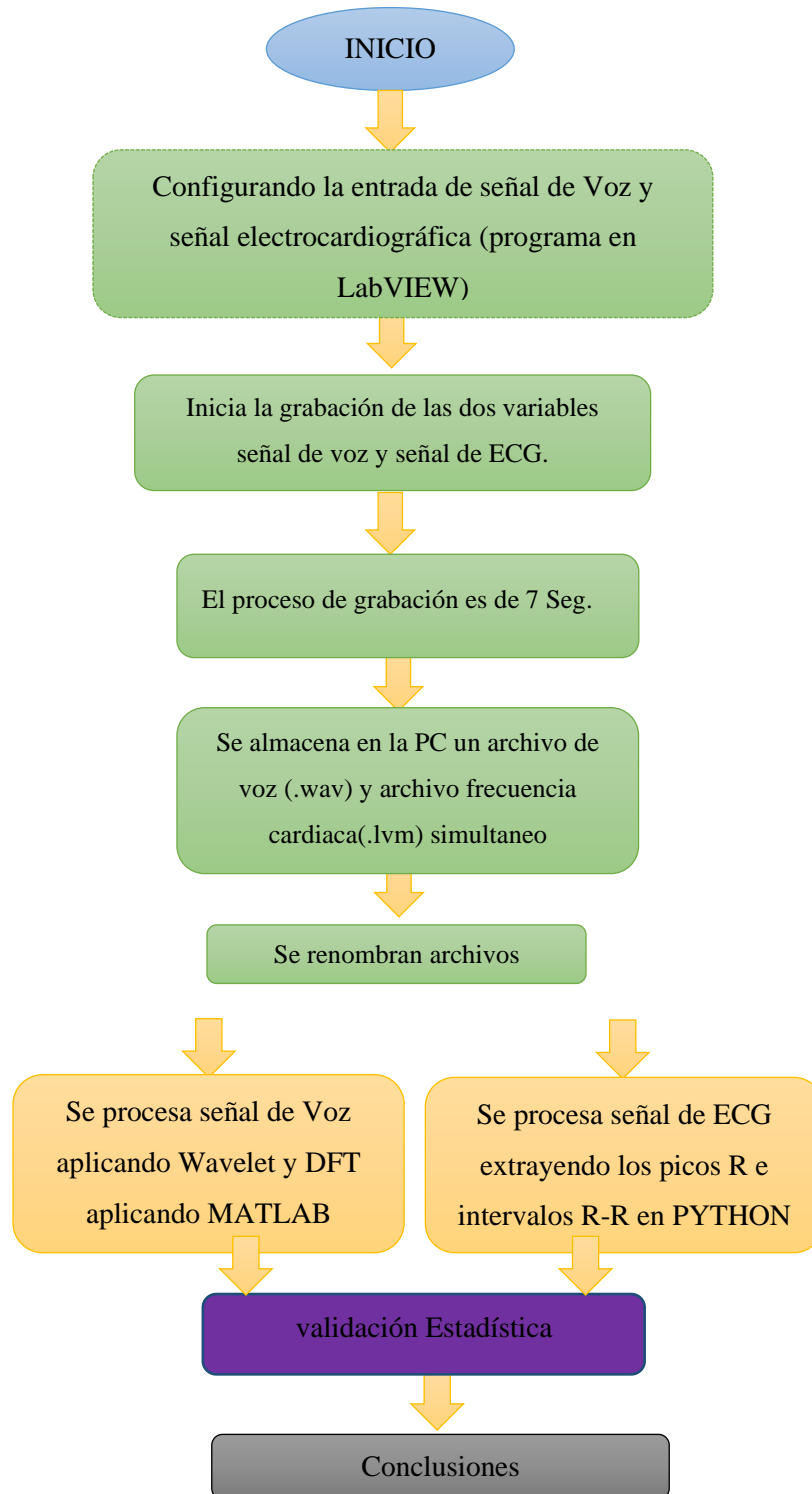 INICIO
Configurando la entrada de señal de Voz y
señal electrocardiográfica (programa en
LabVIEW)
Inicia la grabación de las dos variables
señal de voz y señal de ECG.
El proceso de grabación es de 7 Seg.
Se almacena en la PC un archivo de
voz (.wav) y archivo frecuencia
cardiaca(.lvm) simultaneo
Se renombran archivos
Se procesa señal de Voz
aplicando Wavelet y DFT
aplicando MATLAB
Se procesa señal de ECG
extrayendo los picos R e
intervalos R-R en PYTHON
validación Estadística
Conclusiones